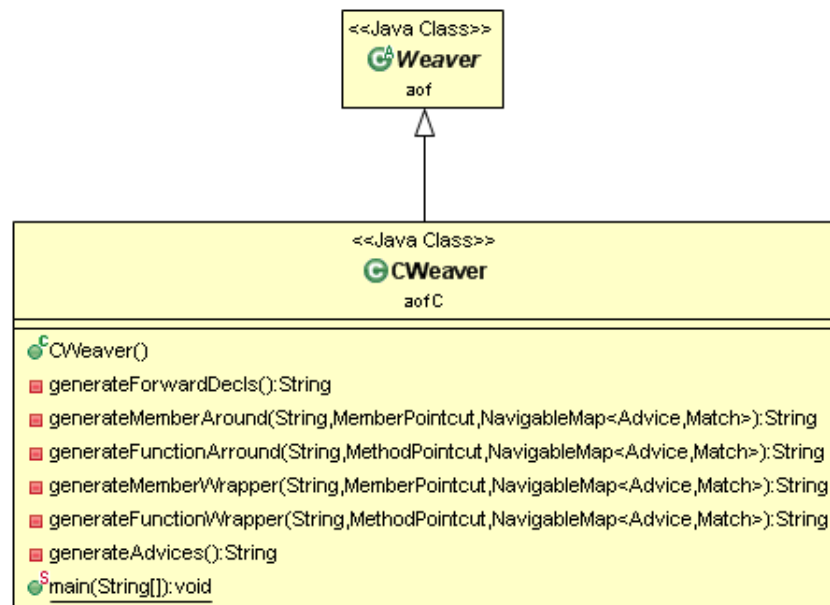 <<Java Class>>
Weaver
aof
<<Java Class>>
CWeaver
aofC
CWeaver()
generateForwardDecls():String
generateMemberAround(String,MemberPointcut,NavigableMap<Advice,Match>):String
generateFunctionArround(String,MethodPointcut,NavigableMap<Advice,Match>):String
generateMemberWrapper(String,MemberPointcut,NavigableMap<Advice,Match>):String
generateFunctionWrapper(String,MethodPointcut,NavigableMap<Advice,Match>):String
generateAdvices():String
main(String[]):void